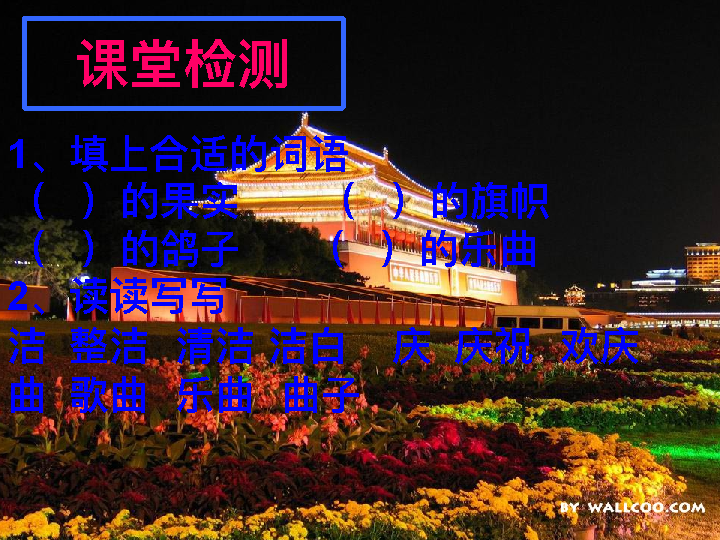 课堂检测
1、填上合适的词语
（ ）的果实 （ ）的旗帜
（ ）的鸽子 （ ）的乐曲
2、读读写写
洁 整洁 清洁 洁白 庆 庆祝 欢庆
曲 歌曲 乐曲 曲子
BY WALLCOO.COM